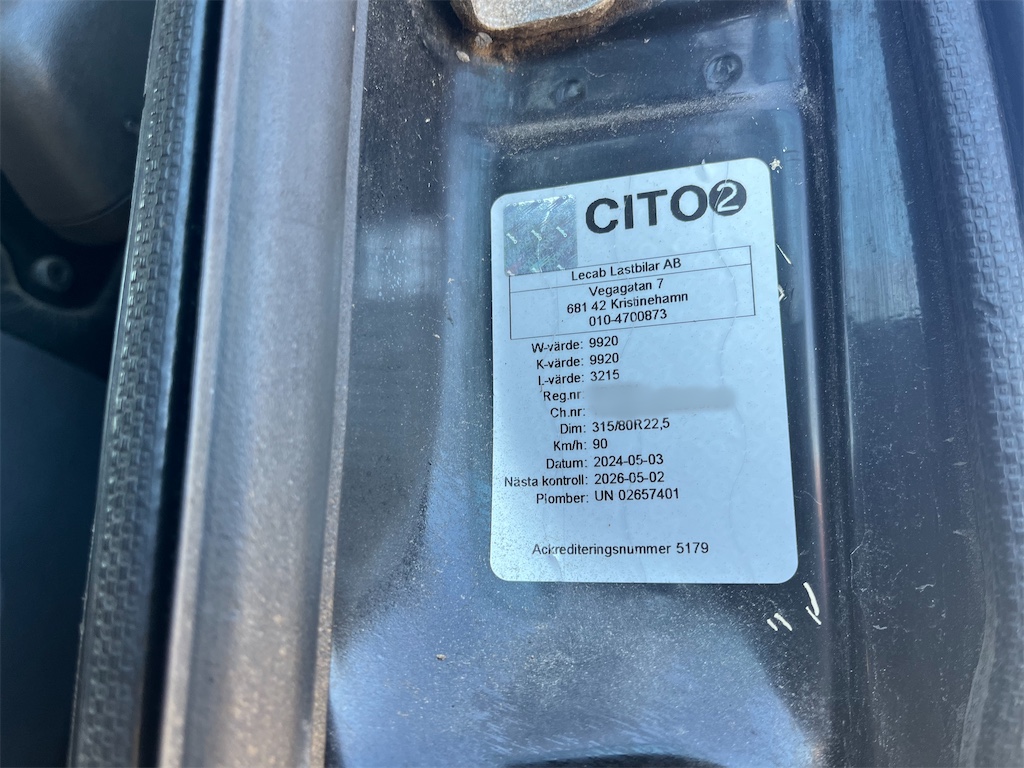 CITO2
Lecab Lastbilar AB
Vegagatan 7
681 42 Kristinehamn
010-4700873
W-värde: 9920
K-värde: 9920
L-värde: 3215
Reg.nr:
Ch.nr:
Dim: 315/80R22,5
Km/h: 90
Datum: 2024-05-03
Nästa kontroll: 2026-05-02
Plomber: UN 02657401
Ackrediteringsnummer 5179